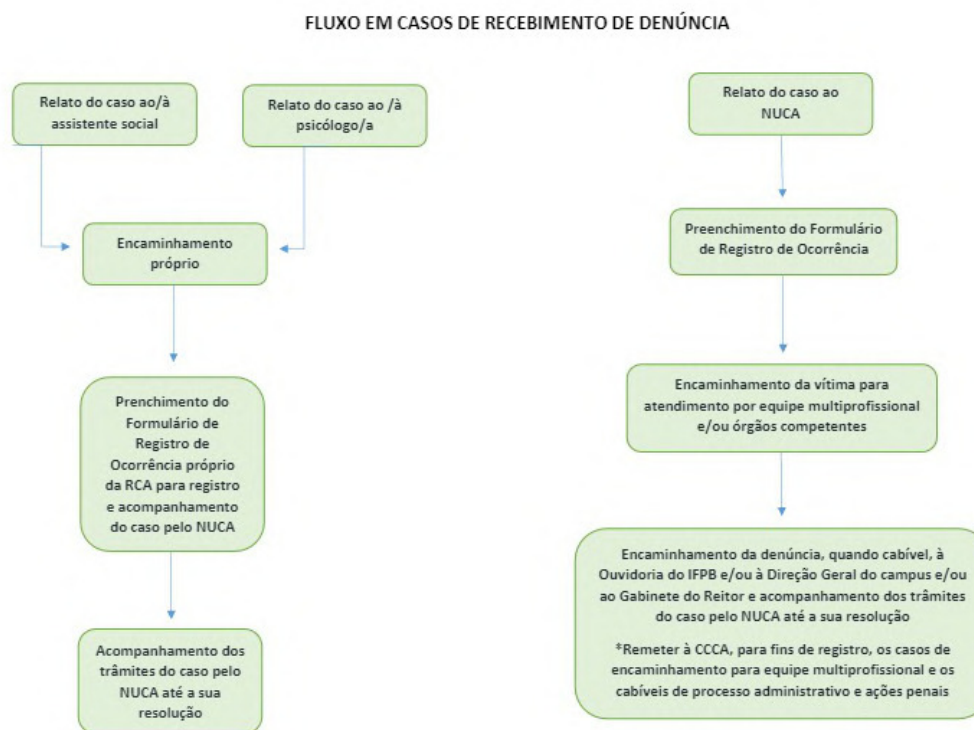 FLUXO EM CASOS DE RECEBIMENTO DE DENÚNCIA
Relato do caso ao/à
assistente social
Relato do caso ao /à
psicólogo/a
Encaminhamento
próprio
Prenchimento do
Formulário de
Registro de
Ocorrência próprio
da RCA para registro
e acompanhamento
do caso pelo NUCA
Acompanhamento dos
trâmites do caso pelo
NUCA até a sua
resolução
Relato do caso ao
NUCA
Preenchimento do Formulário
de Registro de Ocorrência
Encaminhamento da vítima para
atendimento por equipe multiprofissional
e/ou órgãos competentes
Encaminhamento da denúncia, quando cabível, à
Ouvidoria do IFPB e/ou à Direção Geral do campus e/ou
ao Gabinete do Reitor e acompanhamento dos trâmites
do caso pelo NUCA até a sua resolução
*Remeter à CCCA, para fins de registro, os casos de
encaminhamento para equipe multiprofissional e os
cabíveis de processo administrativo e ações penais